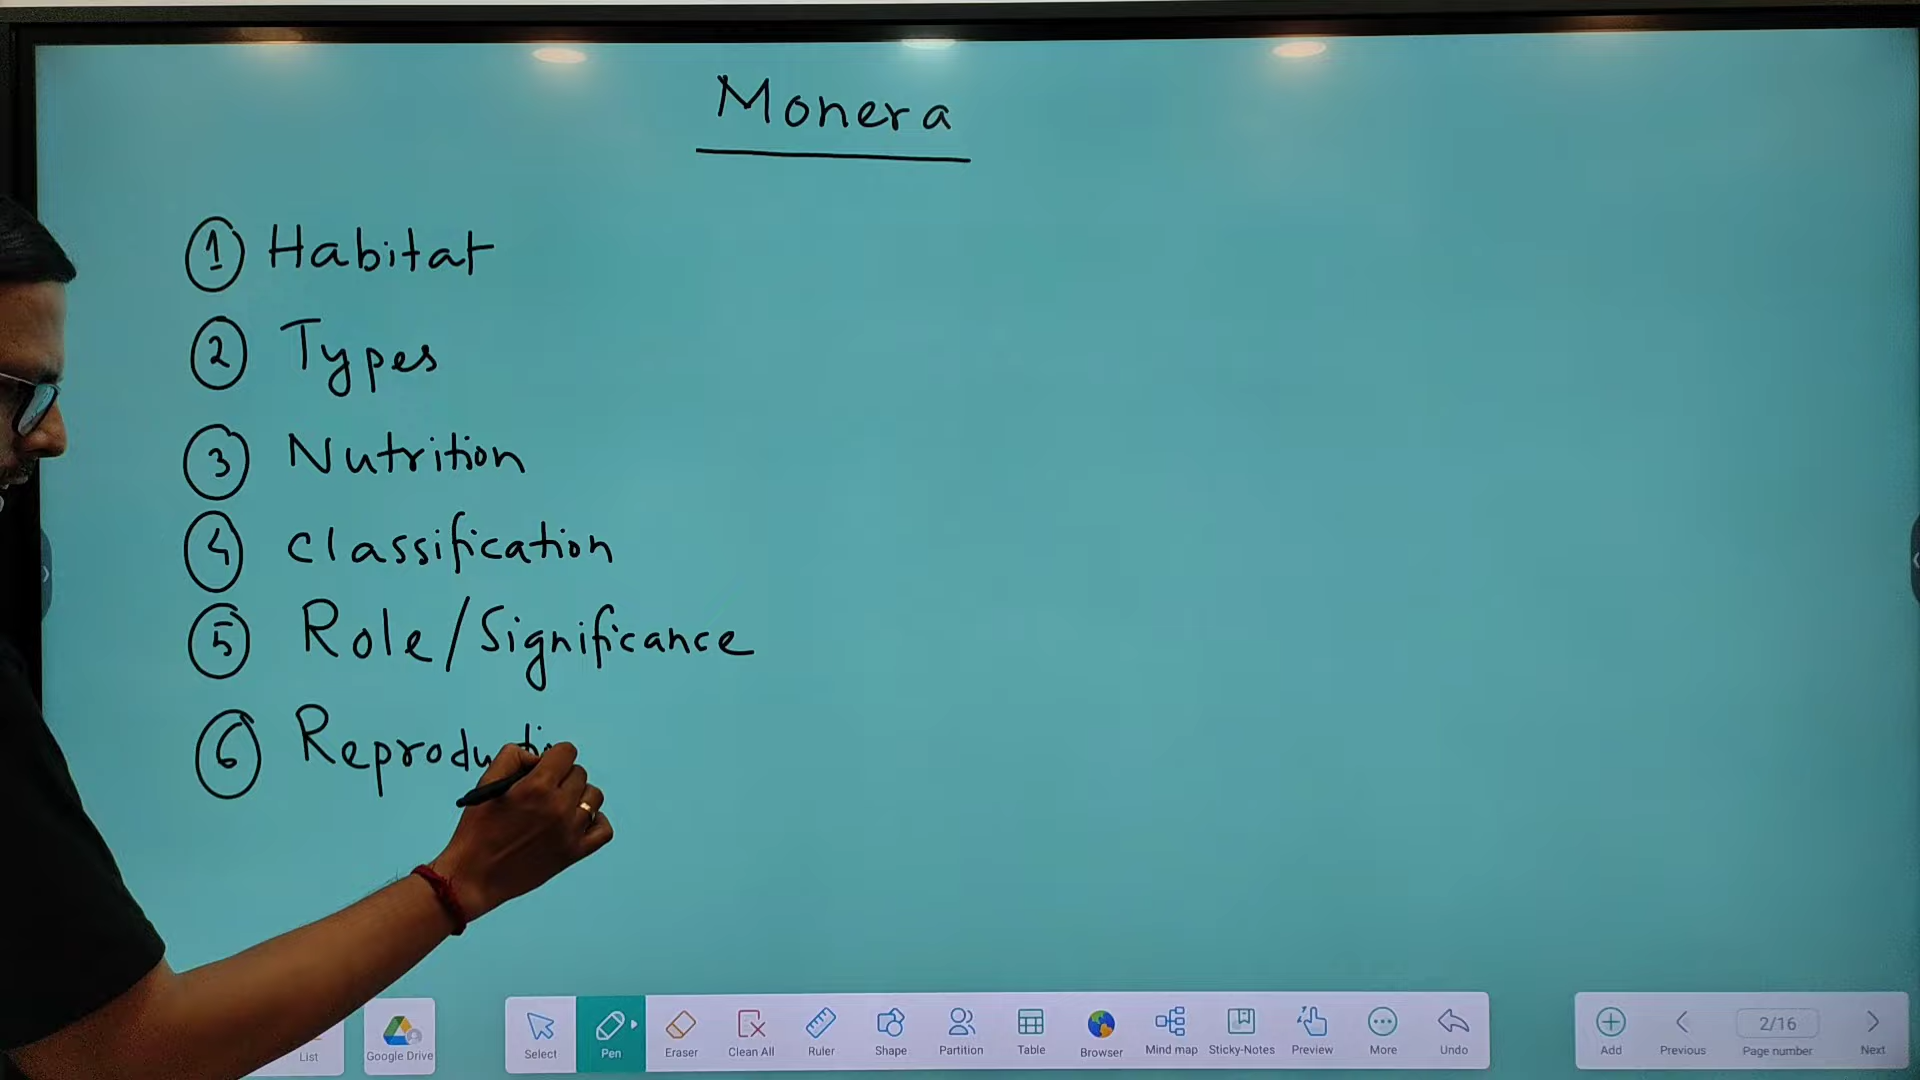 Monera
1 Habitat
2 Types
3 Nutrition
4 Classification
5 Role/Significance
6
List
Google Drive
Select
Pen
Eraser
Clean All
Ruler
Shape
Partition
Table
Browser
Mind map
Sticky-Notes
Preview
More
Undo
Add
Previous
2/16
Page number
Next